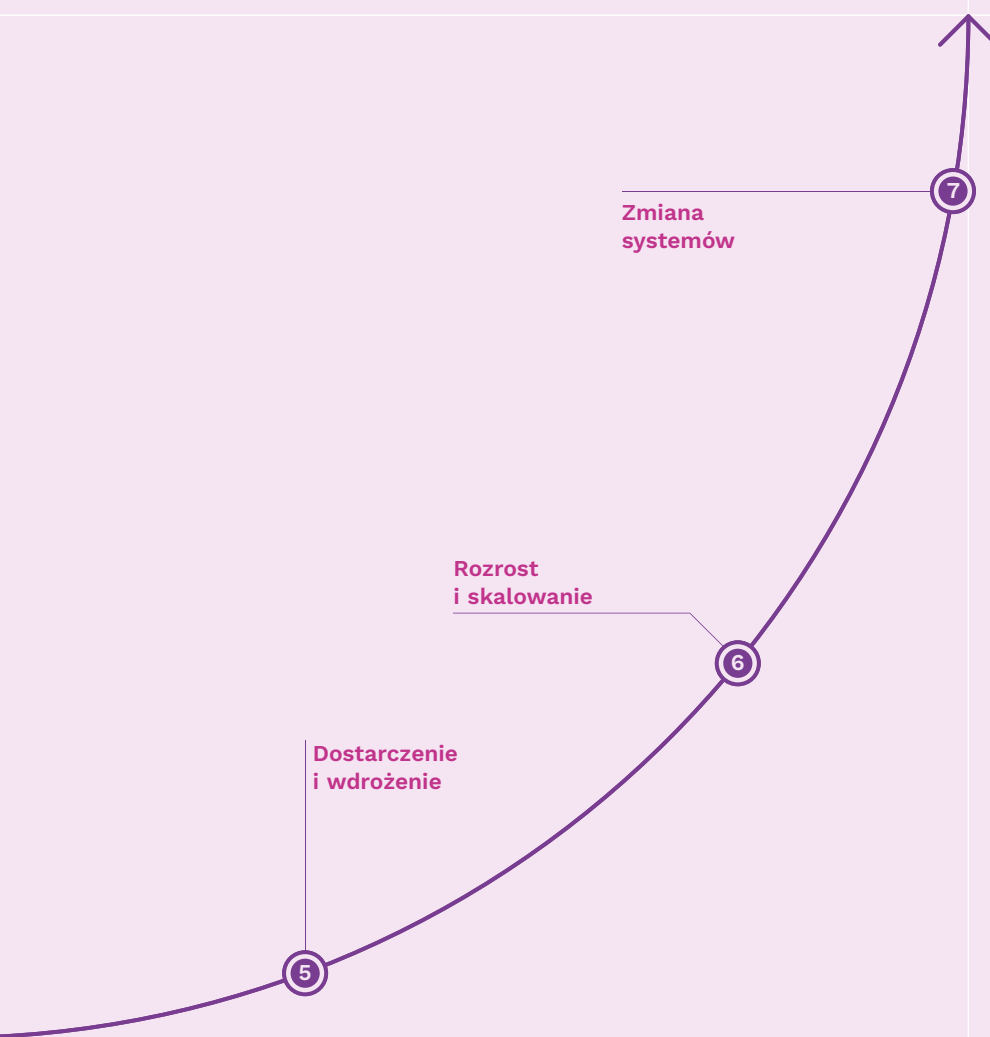 7
Zmiana
systemów
Rozrost
i skalowanie
6
Dostarczenie
i wdrożenie
5